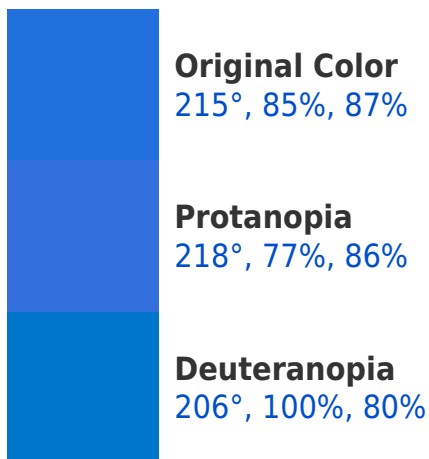 Original Color
215°, 85%, 87%
Protanopia
218°, 77%, 86%
Deuteranopia
206°, 100%, 80%